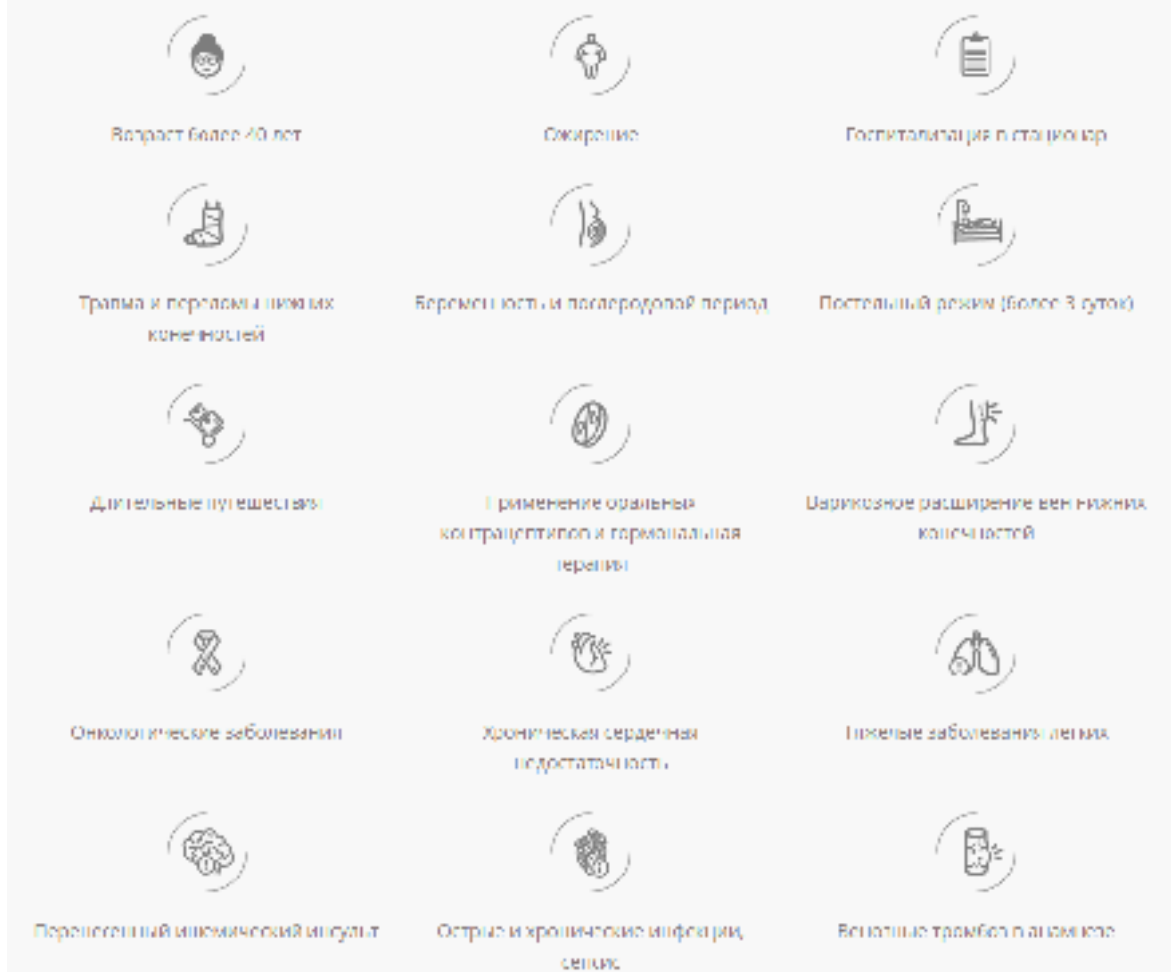 Возраст более 40 лет
Ожирение
Госпитализация в стационар
Травма и переломы нижних
конечностей
Беременность и послеродовой период
Постельный режим (более 3 суток)
Длительные путешествия
Применение оральных
контрацептивов и гормональная
терапия
Варикозное расширение вен нижних
конечностей
Онкологические заболевания
Хроническая сердечная
недостаточность
Тяжелые заболевания легких
Перенесенный ишемический инсульт
Острые и хронические инфекции,
сепсис
Венозные тромбоз в анамнезе